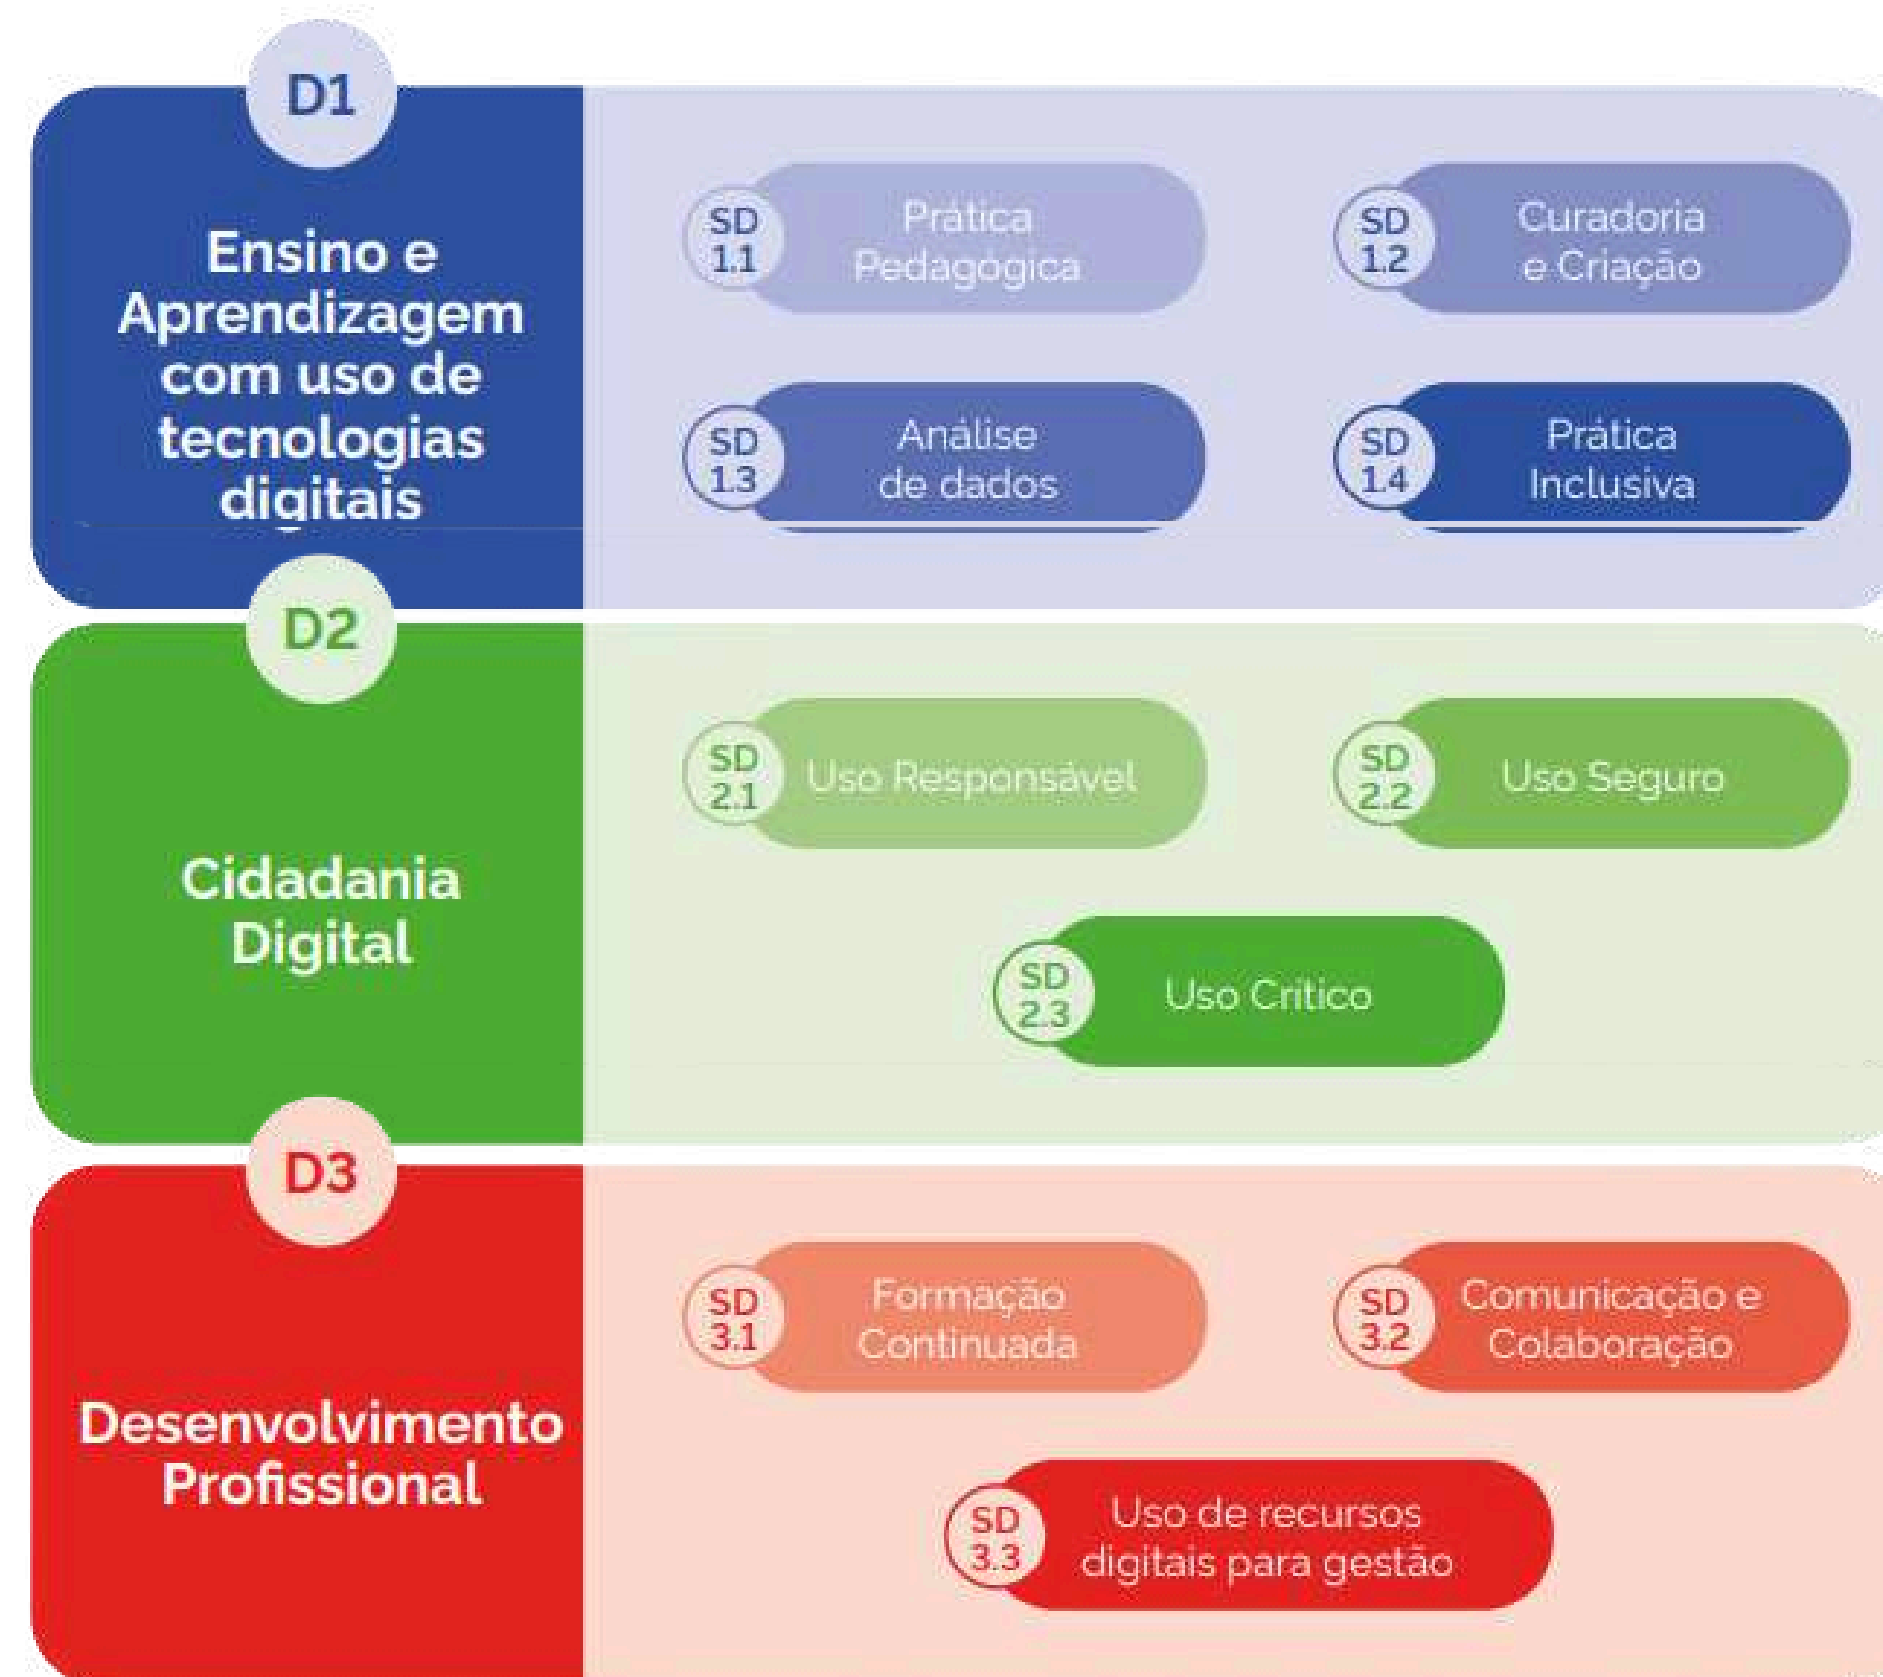 D1
Ensino e
Aprendizagem
com uso de
tecnologias
digitais
SD
1.1
Prática
Pedagógica
SD
1.2
Curadoria
e Criação
SD
1.3
Análise
de dados
SD
1.4
Prática
Inclusiva
D2
Cidadania
Digital
SD
2.1
Uso Responsável
SD
2.2
Uso Seguro
SD
2.3
Uso Crítico
D3
Desenvolvimento
Profissional
SD
3.1
Formação
Continuada
SD
3.2
Comunicação e
Colaboração
SD
3.3
Uso de recursos
digitais para gestão